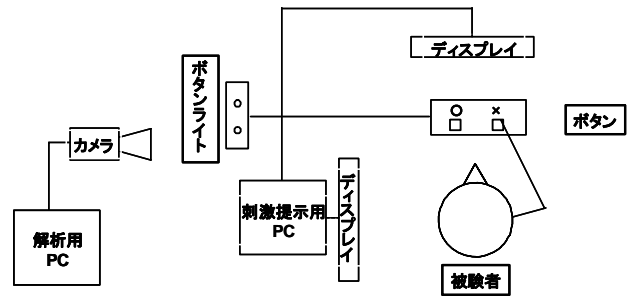 ディスプレイ
ボタンライト
○ ×
ボタン
カメラ
ディスプレイ
刺激提示用
PC
解析用
PC
被験者